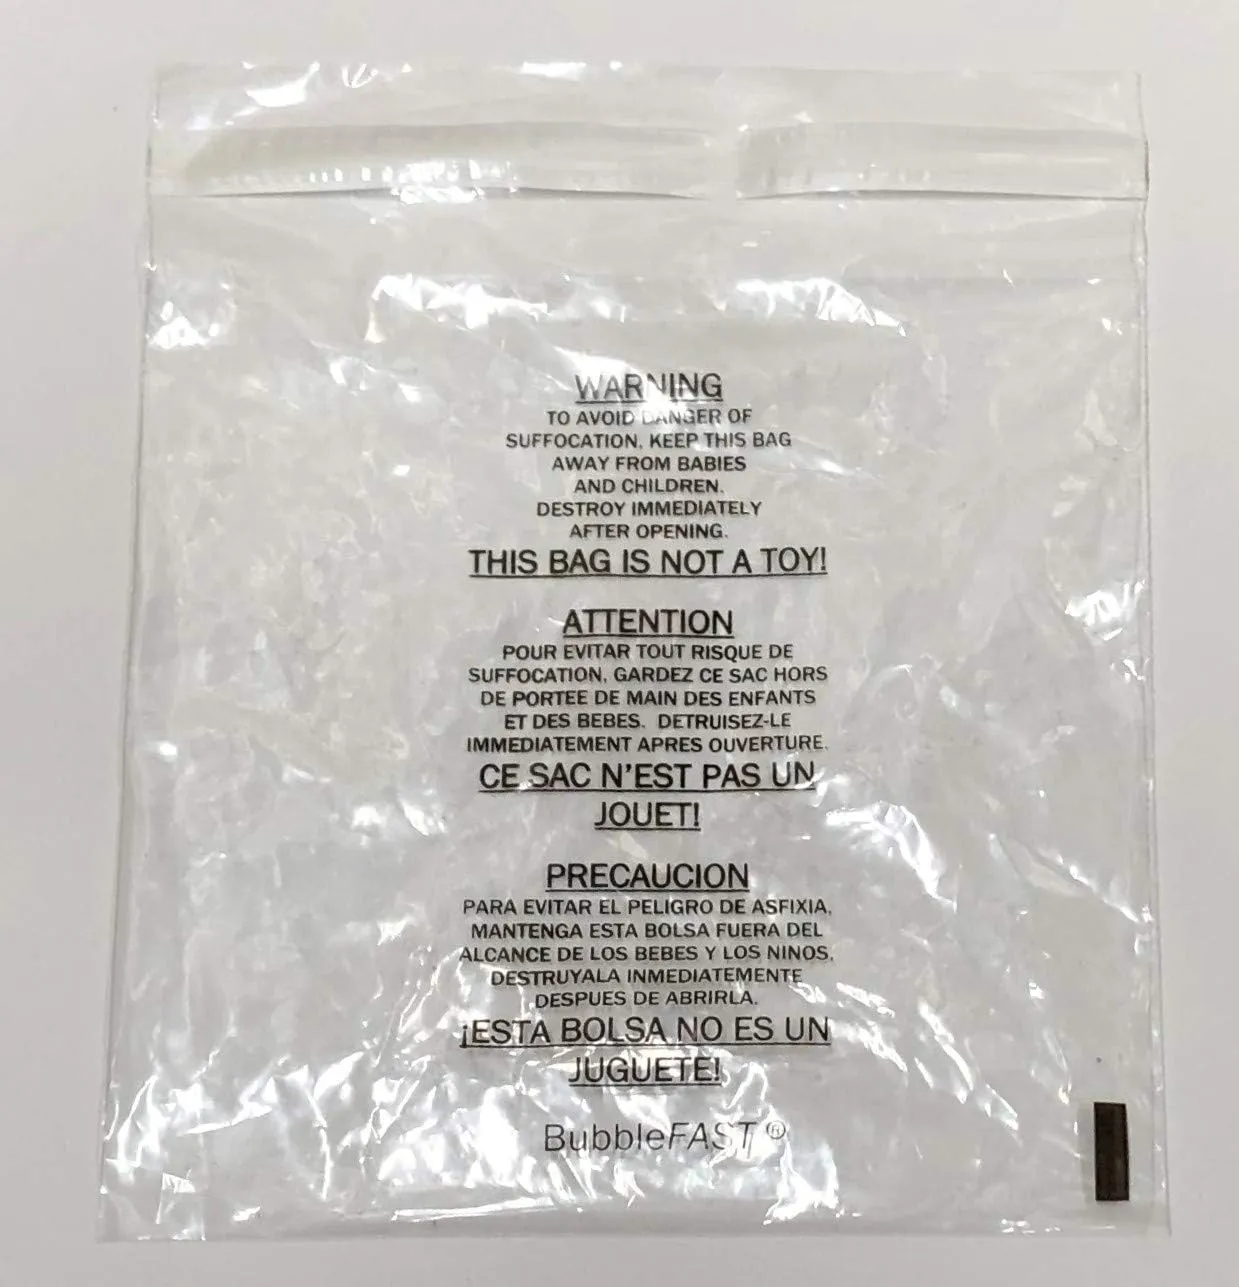 WARNING
TO AVOID DANGER OF
SUFFOCATION, KEEP THIS BAG
AWAY FROM BABIES
AND CHILDREN.
DESTROY IMMEDIATELY
AFTER OPENING.
THIS BAG IS NOT A TOY!
ATTENTION
POUR EVITAR TOUT RISQUE DE
SUFFOCATION, GARDEZ CE SAC HORS
DE PORTEE DE MAIN DES ENFANTS
ET DES BEBES. DETRUISEZ-LE
IMMEDIATEMENT APRES OUVERTURE.
CE SAC N'EST PAS UN
JOUET!
PRECAUCION
PARA EVITAR EL PELIGRO DE ASFIXIA,
MANTENGA ESTA BOLSA FUERA DEL
ALCANCE DE LOS BEBES Y LOS NINOS,
DESTRUYALA INMEDIATEMENTE
DESPUES DE ABRIRLA.
¡ESTA BOLSA NO ES UN
JUGUETE!
BubbleFAST®